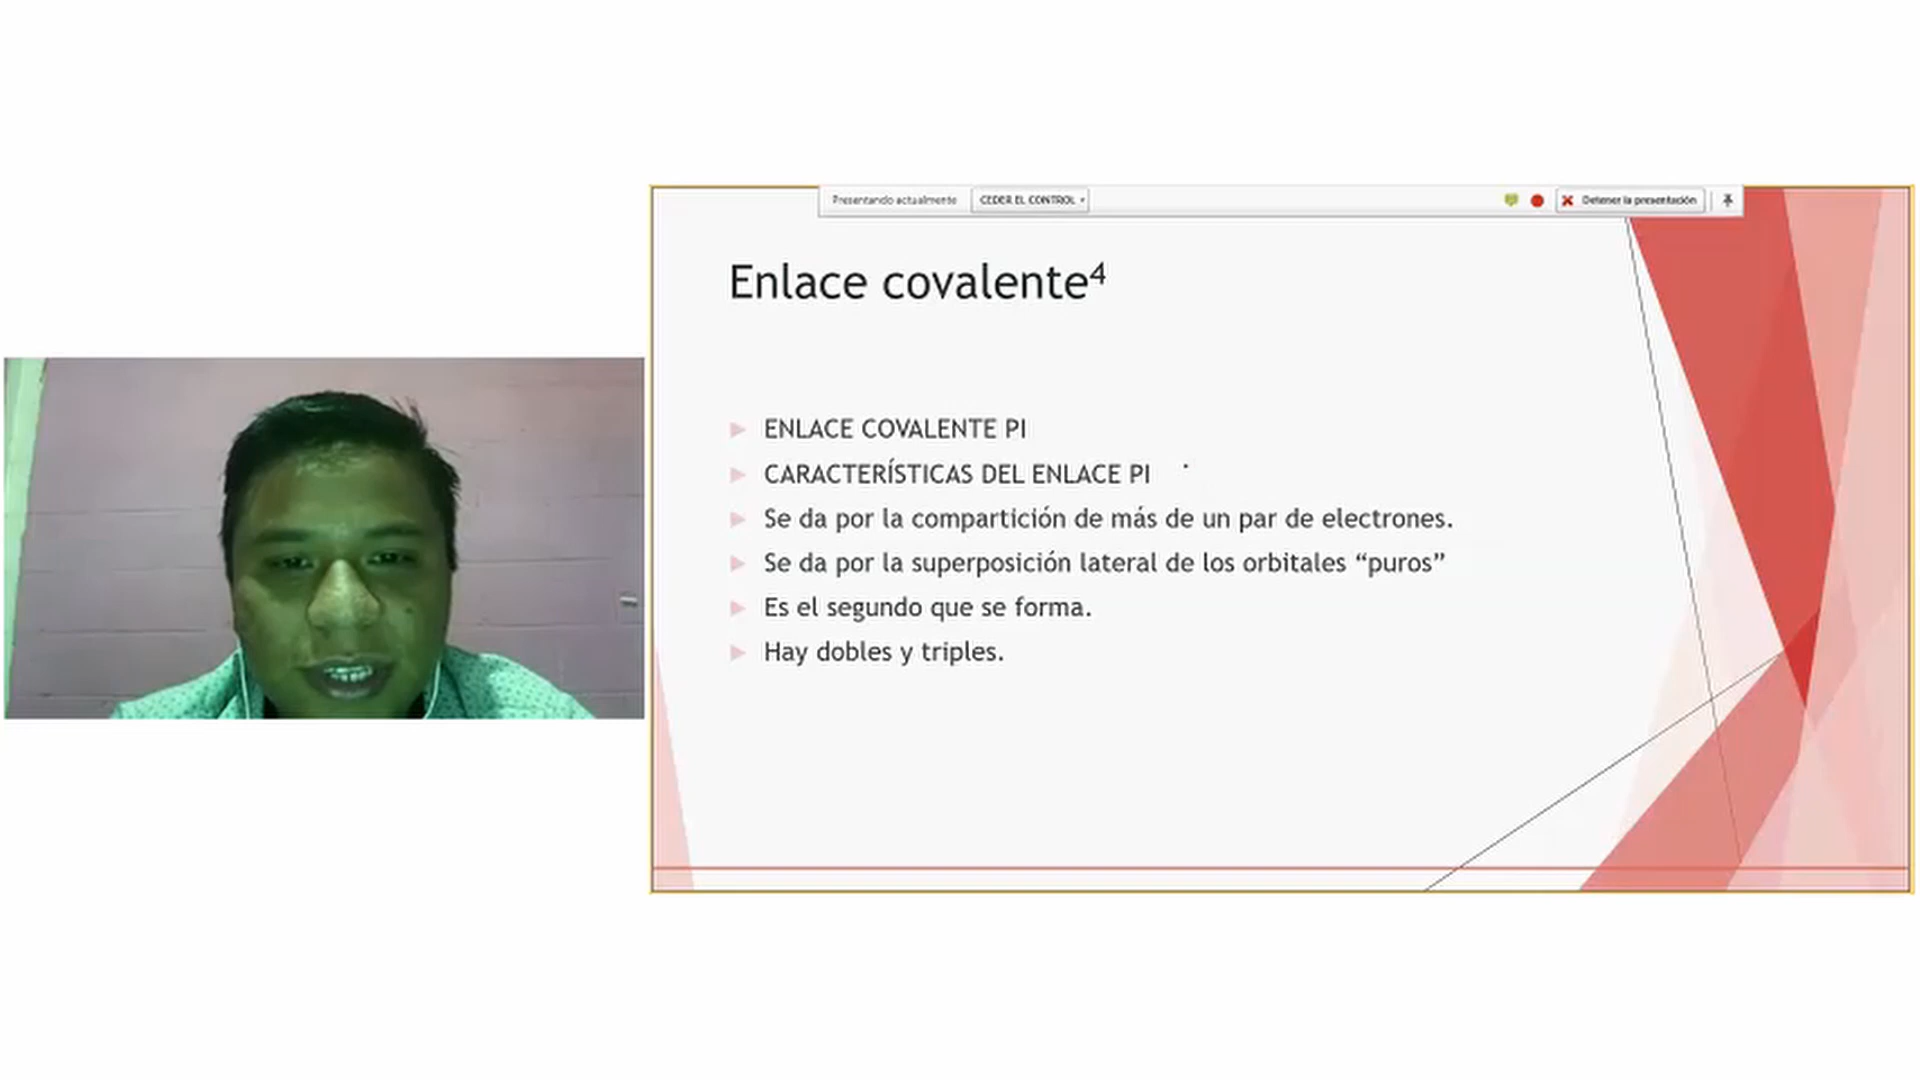 Presentando actualmente CEDER EL CONTROL Detener la presentación
Enlace covalente⁴
ENLACE COVALENTE PI
CARACTERÍSTICAS DEL ENLACE PI
Se da por la compartición de más de un par de electrones.
Se da por la superposición lateral de los orbitales “puros”
Es el segundo que se forma.
Hay dobles y triples.